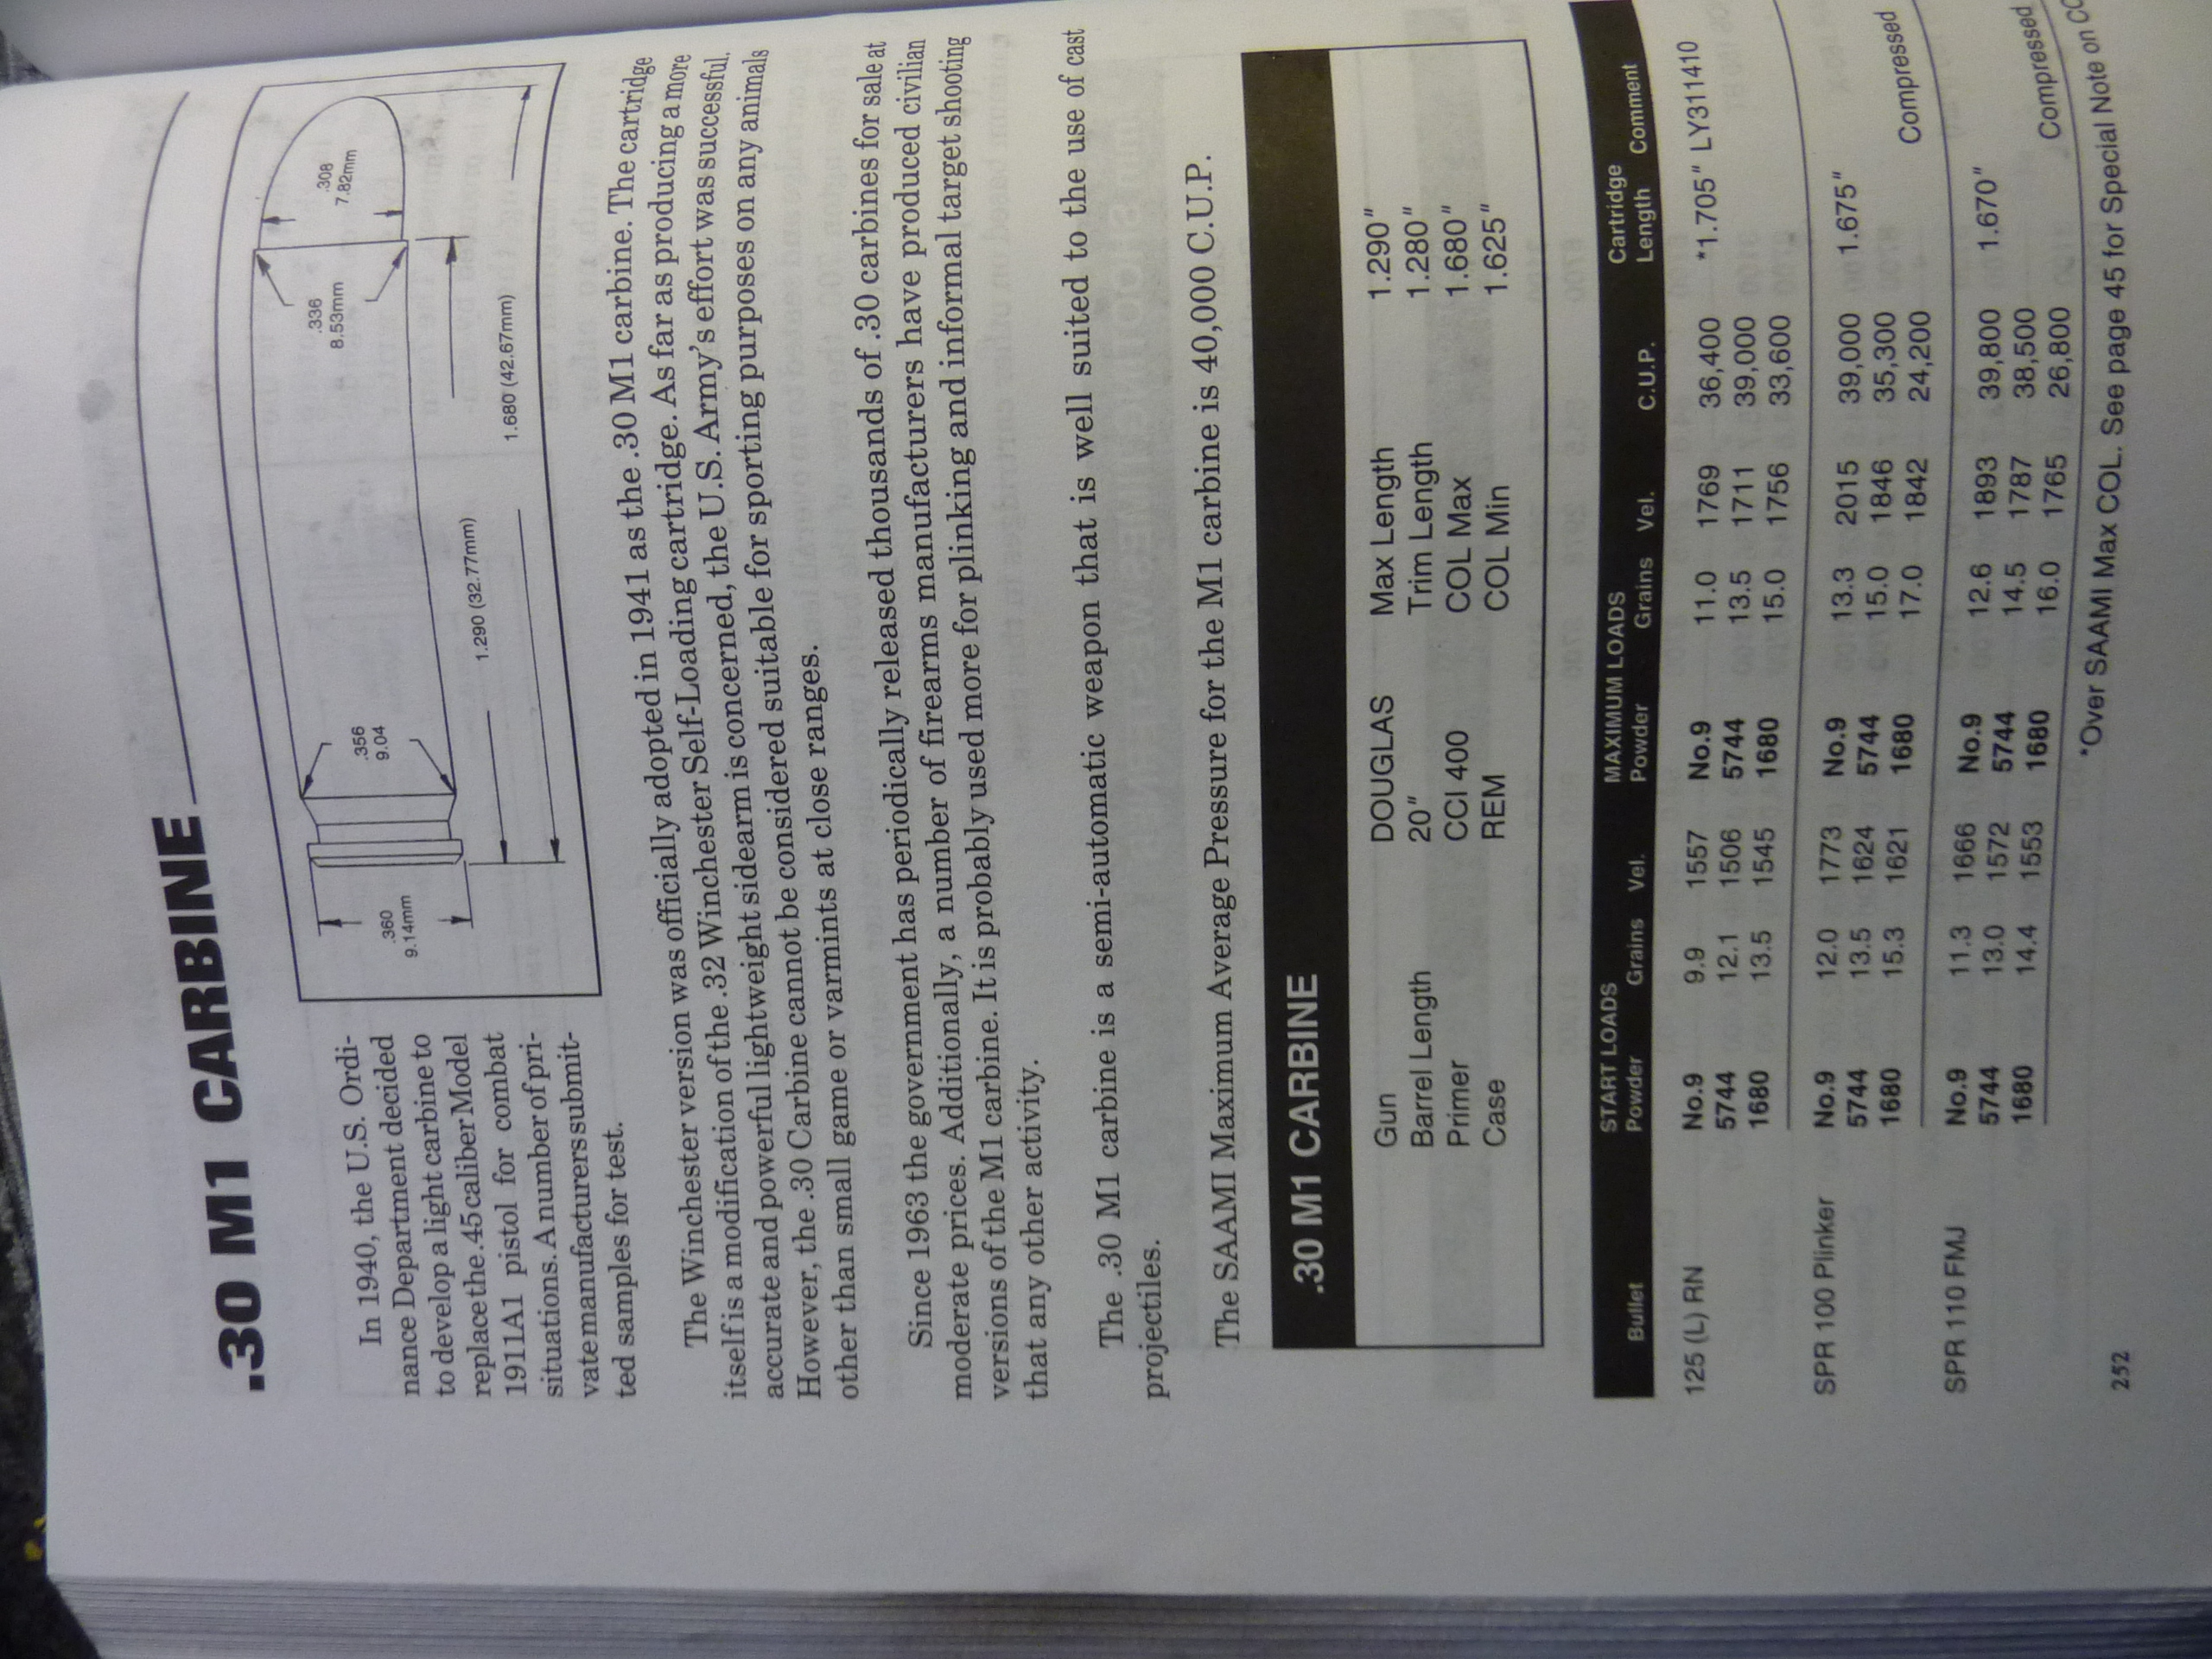 .30 M1 CARBINE
In 1940, the U.S. Ordi-
nance Department decided
to develop a light carbine to
replace the .45 caliber Model
1911A1 pistol for combat
situations. A number of pri-
vate manufacturers submit-
ted samples for test.
.360
9.14mm
.356
9.04
.336
8.53mm
.308
7.82mm
1.290 (32.77mm)
1.680 (42.67mm)
The Winchester version was officially adopted in 1941 as the .30 M1 carbine. The cartridge
itself is a modification of the .32 Winchester Self-Loading cartridge. As far as producing a more
accurate and powerful lightweight sidearm is concerned, the U.S. Army's effort was successful.
However, the .30 Carbine cannot be considered suitable for sporting purposes on any animals
other than small game or varmints at close ranges.
Since 1963 the government has periodically released thousands of .30 carbines for sale at
moderate prices. Additionally, a number of firearms manufacturers have produced civilian
versions of the M1 carbine. It is probably used more for plinking and informal target shooting
that any other activity.
The .30 M1 carbine is a semi-automatic weapon that is well suited to the use of cast
projectiles.
The SAAMI Maximum Average Pressure for the M1 carbine is 40,000 C.U.P.
.30 M1 CARBINE
Gun DOUGLAS Max Length 1.290"
Barrel Length 20" Trim Length 1.280"
Primer CCI 400 COL Max 1.680"
Case REM COL Min 1.625"
START LOADS MAXIMUM LOADS Cartridge
Bullet Powder Grains Vel. Powder Grains Vel. C.U.P. Length Comment
125 (L) RN No.9 9.9 1557 No.9 11.0 1769 36,400 *1.705" LY311410
5744 12.1 1506 5744 13.5 1711 39,000
1680 13.5 1545 1680 15.0 1756 33,600
SPR 100 Plinker No.9 12.0 1773 No.9 13.3 2015 39,000 1.675"
5744 13.5 1624 5744 15.0 1846 35,300
1680 15.3 1621 1680 17.0 1842 24,200 Compressed
SPR 110 FMJ No.9 11.3 1666 No.9 12.6 1893 39,800 1.670"
5744 13.0 1572 5744 14.5 1787 38,500
1680 14.4 1553 1680 16.0 1765 26,800 Compressed
*Over SAAMI Max COL. See page 45 for Special Note on
252